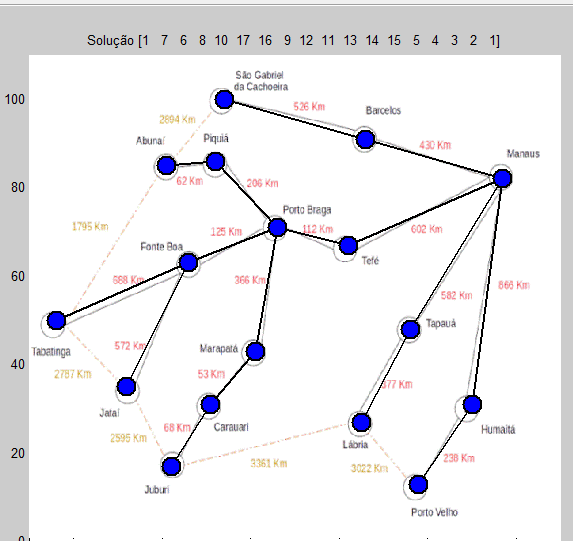 Solução [1 7 6 8 10 17 16 9 12 11 13 14 15 5 4 3 2 1]
100
80
60
40
20
0
São Gabriel
da Cachoeira
526 Km
Barcelos
2894 Km
Abunaí
Piquiá
430 Km
Manaus
62 Km
206 Km
Porto Braga
1795 Km
125 Km
112 Km
602 Km
Fonte Boa
Tefé
688 Km
366 Km
582 Km
866 Km
Tabatinga
572 Km
Marapatá
Tapauá
2787 Km
53 Km
377 Km
Jataí
68 Km
Carauari
2595 Km
Lábria
Humaitá
3361 Km
3022 Km
238 Km
Juburi
Porto Velho